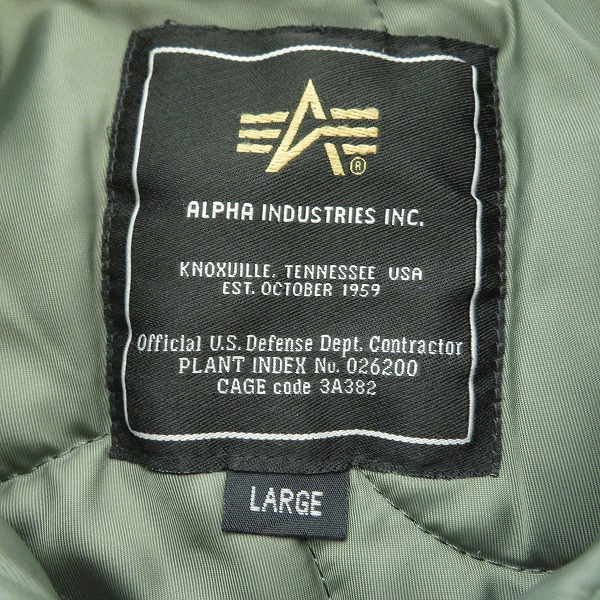 ®
ALPHA INDUSTRIES INC.
KNOXVILLE, TENNESSEE USA
EST. OCTOBER 1959
Official U.S. Defense Dept. Contractor
PLANT INDEX No. 026200
CAGE code 3A382
LARGE